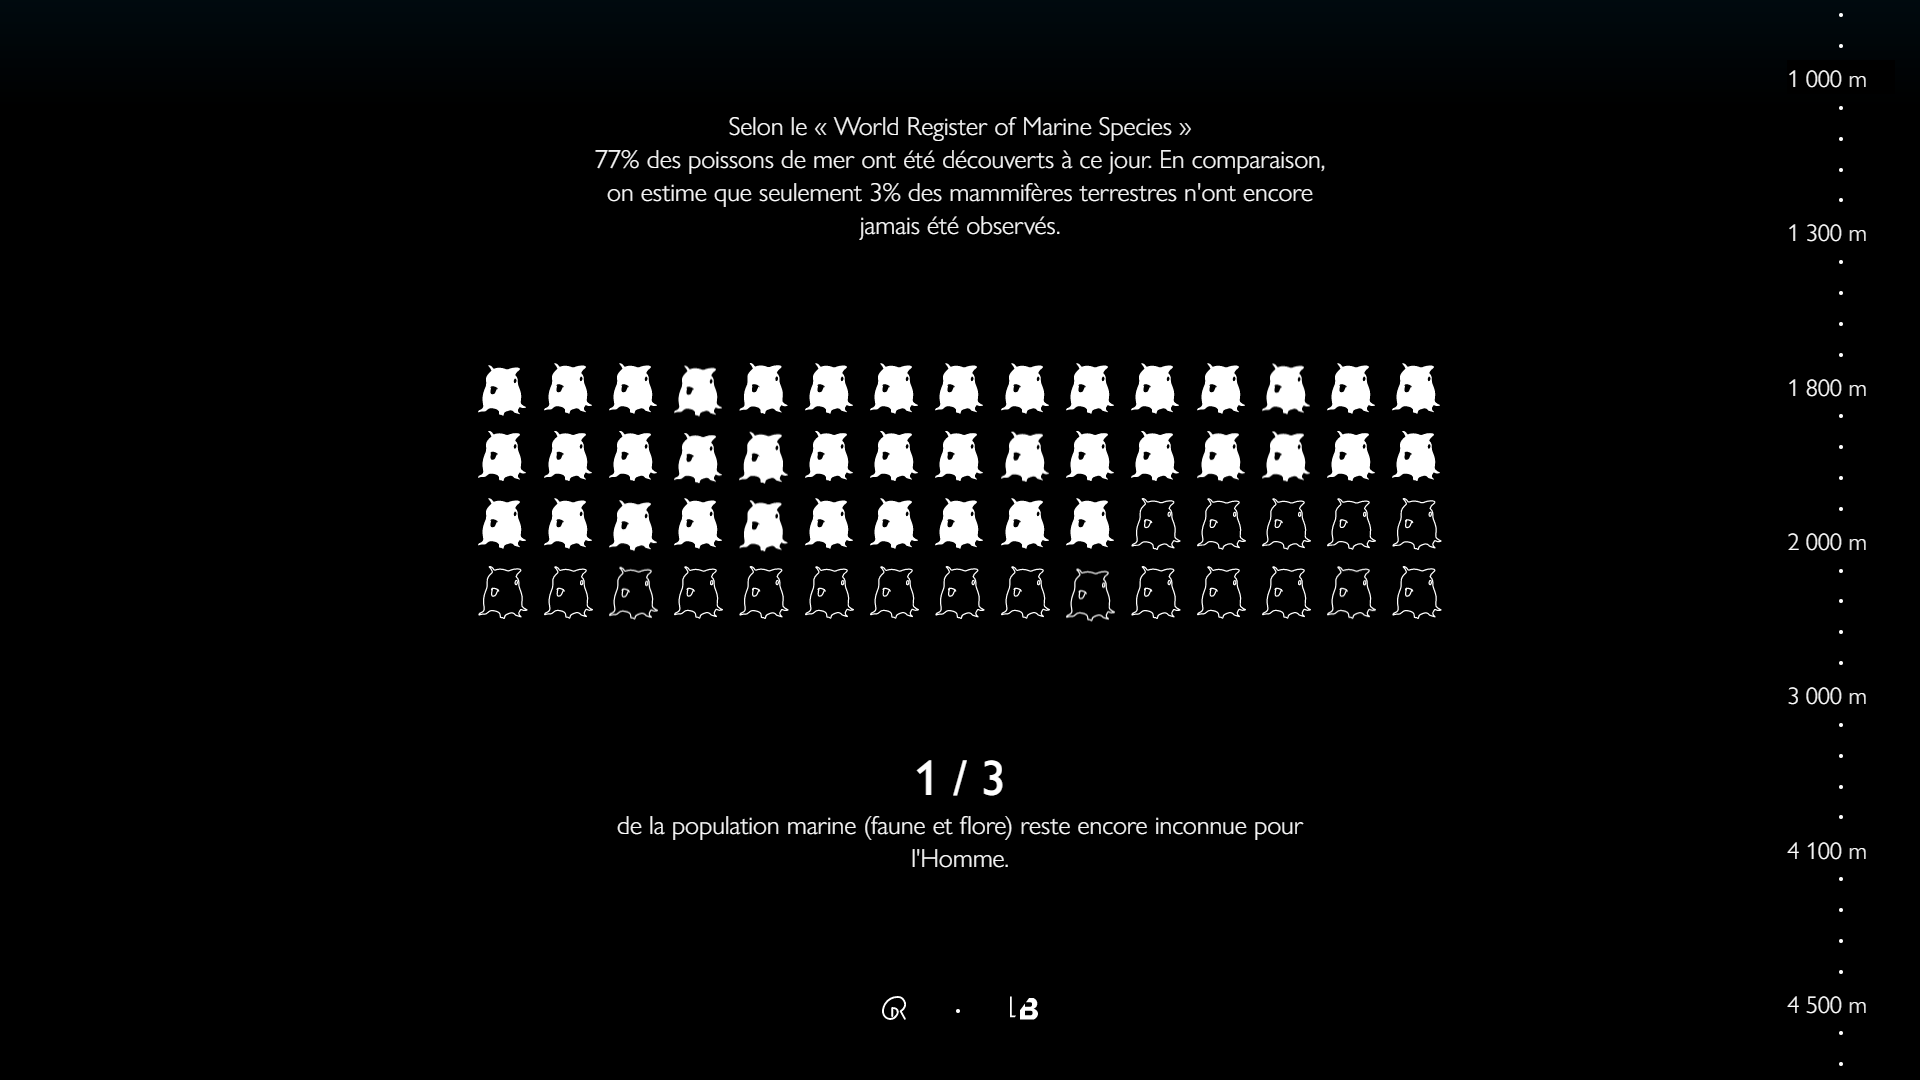 Selon le « World Register of Marine Species »
77% des poissons de mer ont été découverts à ce jour. En comparaison,
on estime que seulement 3% des mammifères terrestres n'ont encore
jamais été observés.
1 / 3
de la population marine (faune et flore) reste encore inconnue pour
l'Homme.
1 000 m
1 300 m
1 800 m
2 000 m
3 000 m
4 100 m
4 500 m